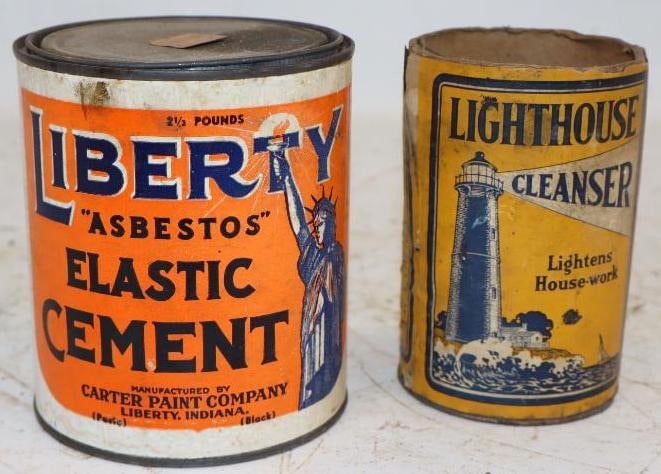 2½ POUNDS
LIBERTY
"ASBESTOS"
ELASTIC
CEMENT
MANUFACTURED BY
CARTER PAINT COMPANY
LIBERTY, INDIANA.
(Black)
LIGHTHOUSE
CLEANSER
Lightens
House-work